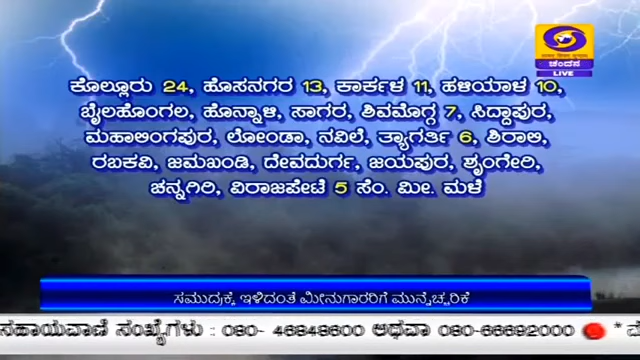 ಚಂದನ
LIVE
ಕೊಲ್ಲೂರು 24, ಹೊಸನಗರ 13, ಕಾರ್ಕಳ 11, ಹಳಿಯಾಳ 10,
ಬೈಲಹೊಂಗಲ, ಹೊನ್ನಾಳಿ, ಸಾಗರ, ಶಿವಮೊಗ್ಗ 7, ಸಿದ್ದಾಪುರ,
ಮಹಾಲಿಂಗಪುರ, ಲೋಂಡಾ, ನವಿಲೆ, ತ್ಯಾಗರ್ತಿ 6, ಶಿರಾಲಿ,
ರಬಕವಿ, ಜಮಖಂಡಿ, ದೇವದುರ್ಗ, ಜಯಪುರ, ಶೃಂಗೇರಿ,
ಚನ್ನಗಿರಿ, ವಿರಾಜಪೇಟೆ 5 ಸೆಂ. ಮೀ. ಮಳೆ
ಸಮುದ್ರಕ್ಕೆ ಇಳಿದಂತೆ ಮೀನುಗಾರರಿಗೆ ಮುನ್ನೆಚ್ಚರಿಕೆ
ಸಹಾಯವಾಣಿ ಸಂಖ್ಯೆಗಳು : 080- 46848600 ಅಥವಾ 080-66692000